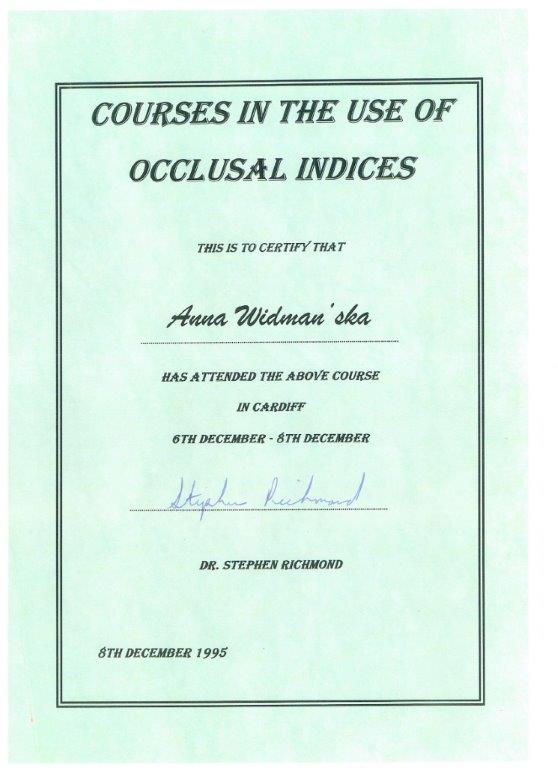 COURSES IN THE USE OF
OCCLUSAL INDICES
THIS IS TO CERTIFY THAT
Anna Widman'ska
HAS ATTENDED THE ABOVE COURSE
IN CARDIFF
6TH DECEMBER - 8TH DECEMBER
Stephen Richmond
DR. STEPHEN RICHMOND
8TH DECEMBER 1995